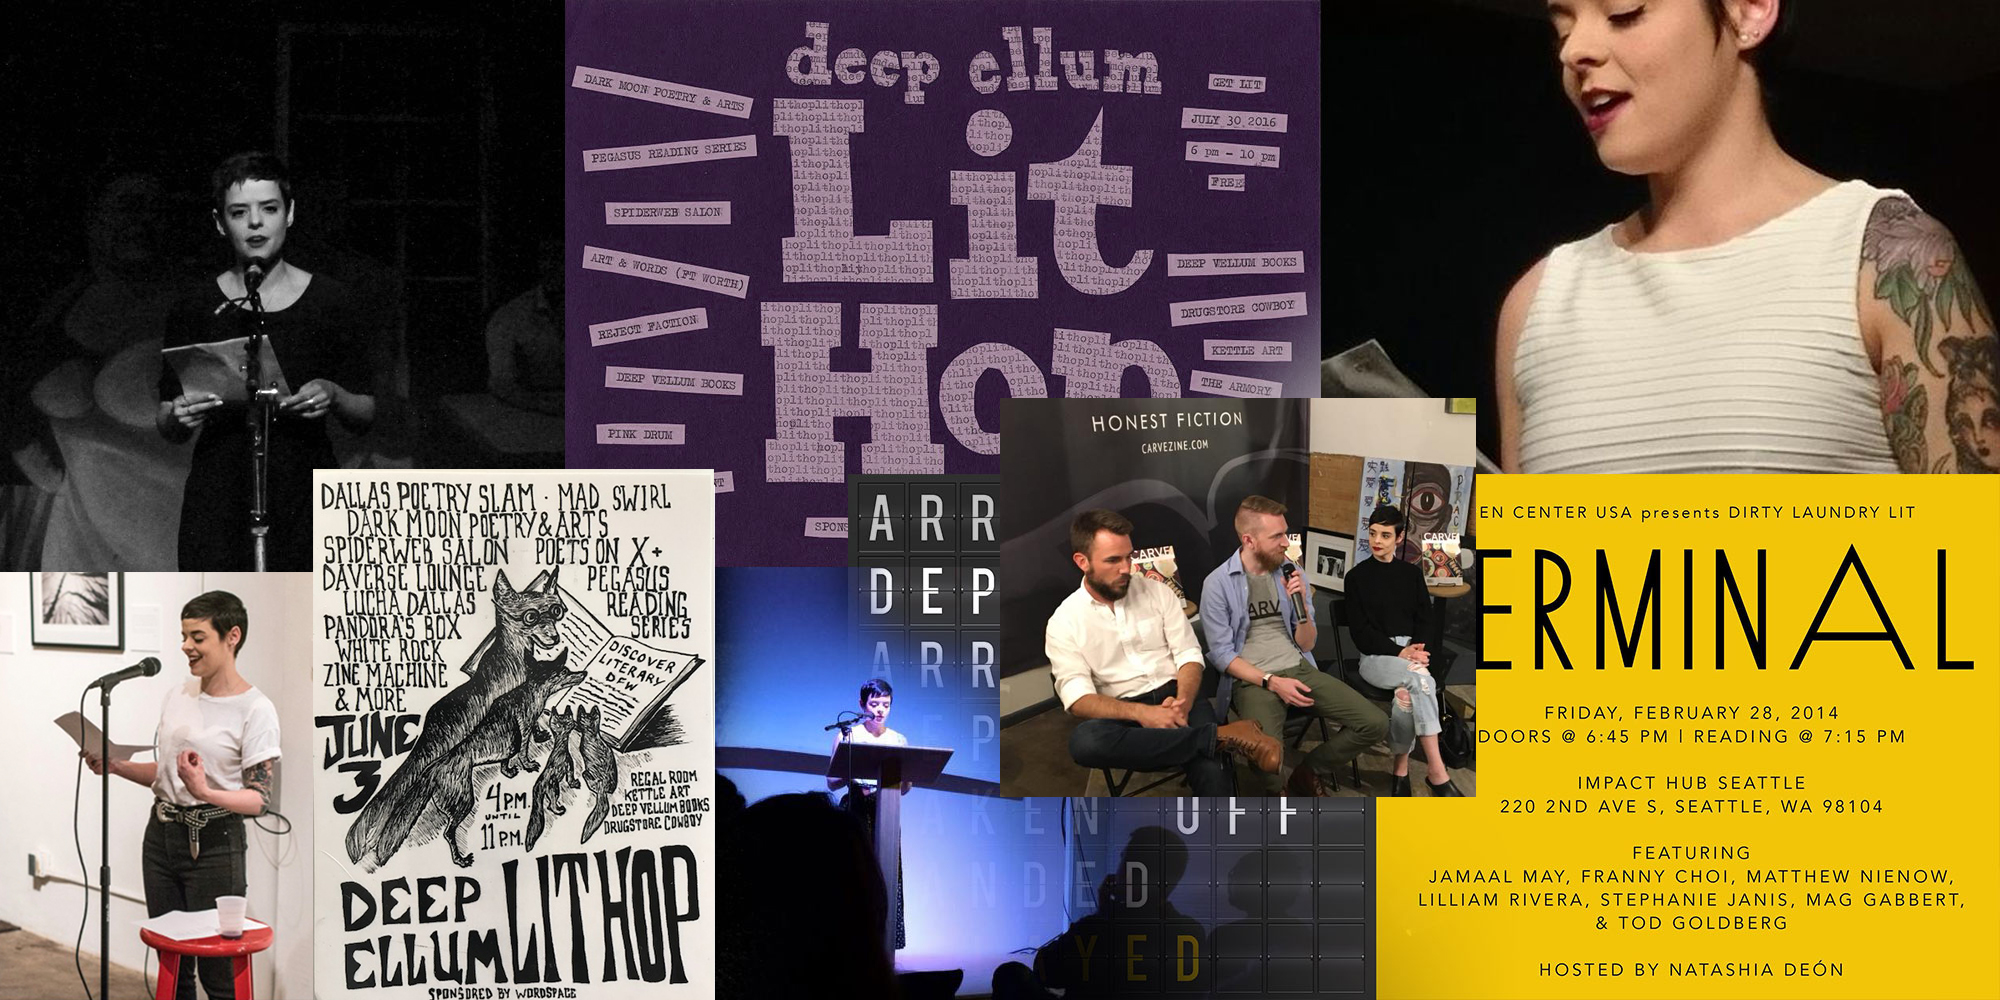 deep ellum
Lit
Hop
DARK MOON POETRY & ARTS
PEGASUS READING SERIES
SPIDERWEB SALON
ART & WORDS (FT WORTH)
REJECT FACTION
DEEP VELLUM BOOKS
PINK DRUM
GET LIT
JULY 30 2016
6 pm - 10 pm
FREE
DEEP VELLUM BOOKS
DRUGSTORE COWBOY
KETTLE ART
THE ARMORY
SPONS
HONEST FICTION
CARVEZINE.COM
CARVE
CARVE
ARVE
DALLAS POETRY SLAM · MAD SWIRL
DARK MOON POETRY & ARTS
SPIDERWEB SALON POETS ON X+
DAVERSE LOUNGE PEGASUS
LUCHA DALLAS READING
PANDORA'S BOX SERIES
WHITE ROCK
ZINE MACHINE
& MORE
DISCOVER
LITERARY
DFW
JUNE
3
4 P.M.
UNTIL
11 P.M.
REGAL ROOM
KETTLE ART
DEEP VELLUM BOOKS
DRUGSTORE COWBOY
DEEP
ELLUM LIT HOP
SPONSORED BY WORDSPACE
ARR
DEP
ARR
EP
KEN OFF
NDED
YED
EN CENTER USA presents DIRTY LAUNDRY LIT
ERMINAL
FRIDAY, FEBRUARY 28, 2014
DOORS @ 6:45 PM | READING @ 7:15 PM
IMPACT HUB SEATTLE
220 2ND AVE S, SEATTLE, WA 98104
FEATURING
JAMAAL MAY, FRANNY CHOI, MATTHEW NIENOW,
LILLIAM RIVERA, STEPHANIE JANIS, MAG GABBERT,
& TOD GOLDBERG
HOSTED BY NATASHIA DEÓN